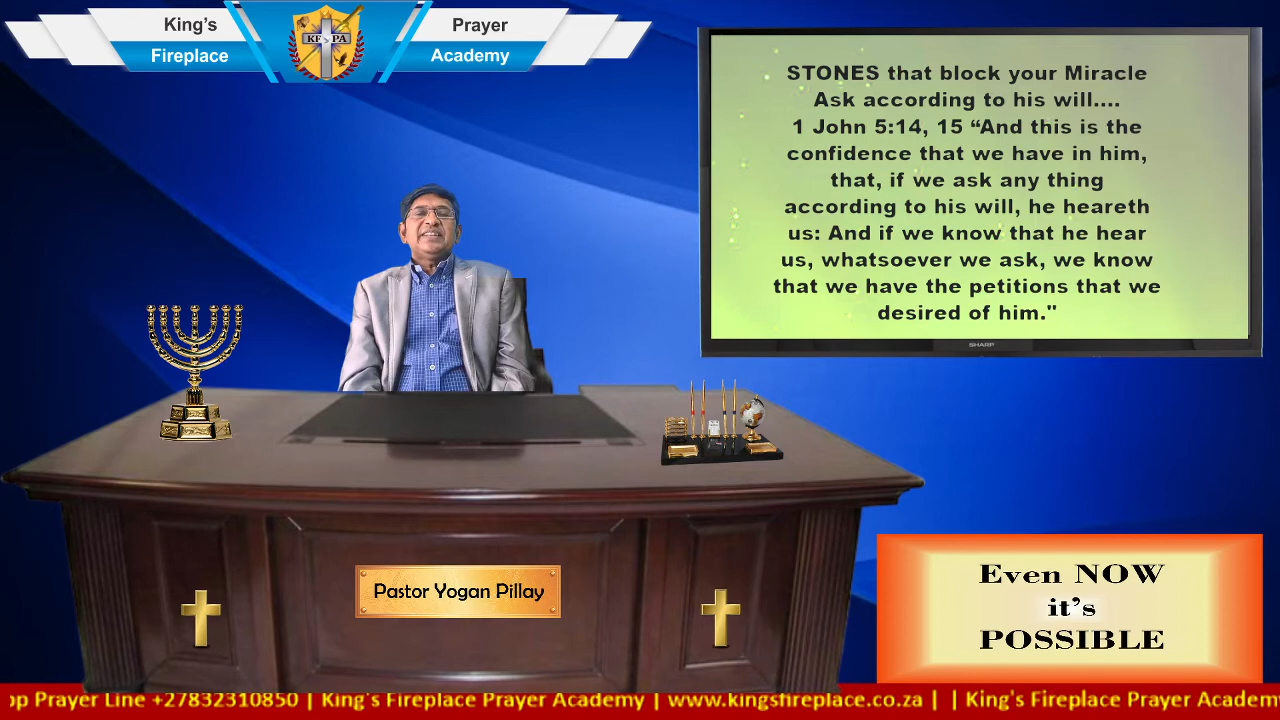 King's
Fireplace
KF PA
Prayer
Academy
STONES that block your Miracle
Ask according to his will....
1 John 5:14, 15 “And this is the
confidence that we have in him,
that, if we ask any thing
according to his will, he heareth
us: And if we know that he hear
us, whatsoever we ask, we know
that we have the petitions that we
desired of him."
SHARP
Pastor Yogan Pillay
Even NOW
it’s
POSSIBLE
Prayer Line +27832310850 | King's Fireplace Prayer Academy | www.kingsfireplace.co.za | | King's Fireplace Prayer